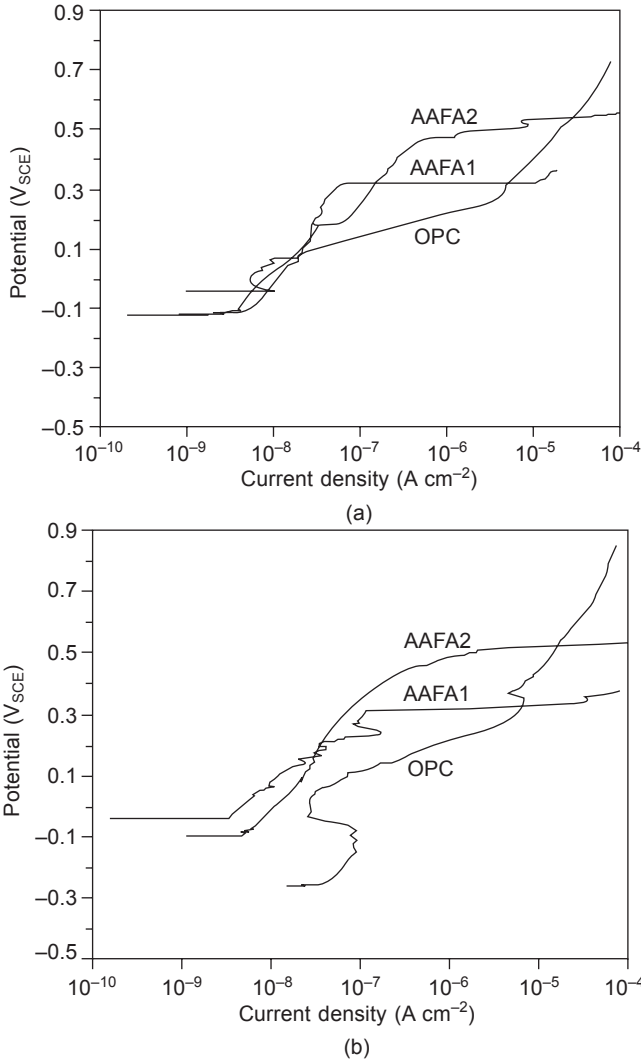 0.9
0.7
0.5
0.3
0.1
–0.1
–0.3
–0.5
Potential (V_SCE)
AAFA2
AAFA1
OPC
10⁻¹⁰ 10⁻⁹ 10⁻⁸ 10⁻⁷ 10⁻⁶ 10⁻⁵ 10⁻⁴
Current density (A cm⁻²)
(a)
0.9
0.7
0.5
0.3
0.1
–0.1
–0.3
–0.5
Potential (V_SCE)
AAFA2
AAFA1
OPC
10⁻¹⁰ 10⁻⁹ 10⁻⁸ 10⁻⁷ 10⁻⁶ 10⁻⁵ 10⁻⁴
Current density (A cm⁻²)
(b)